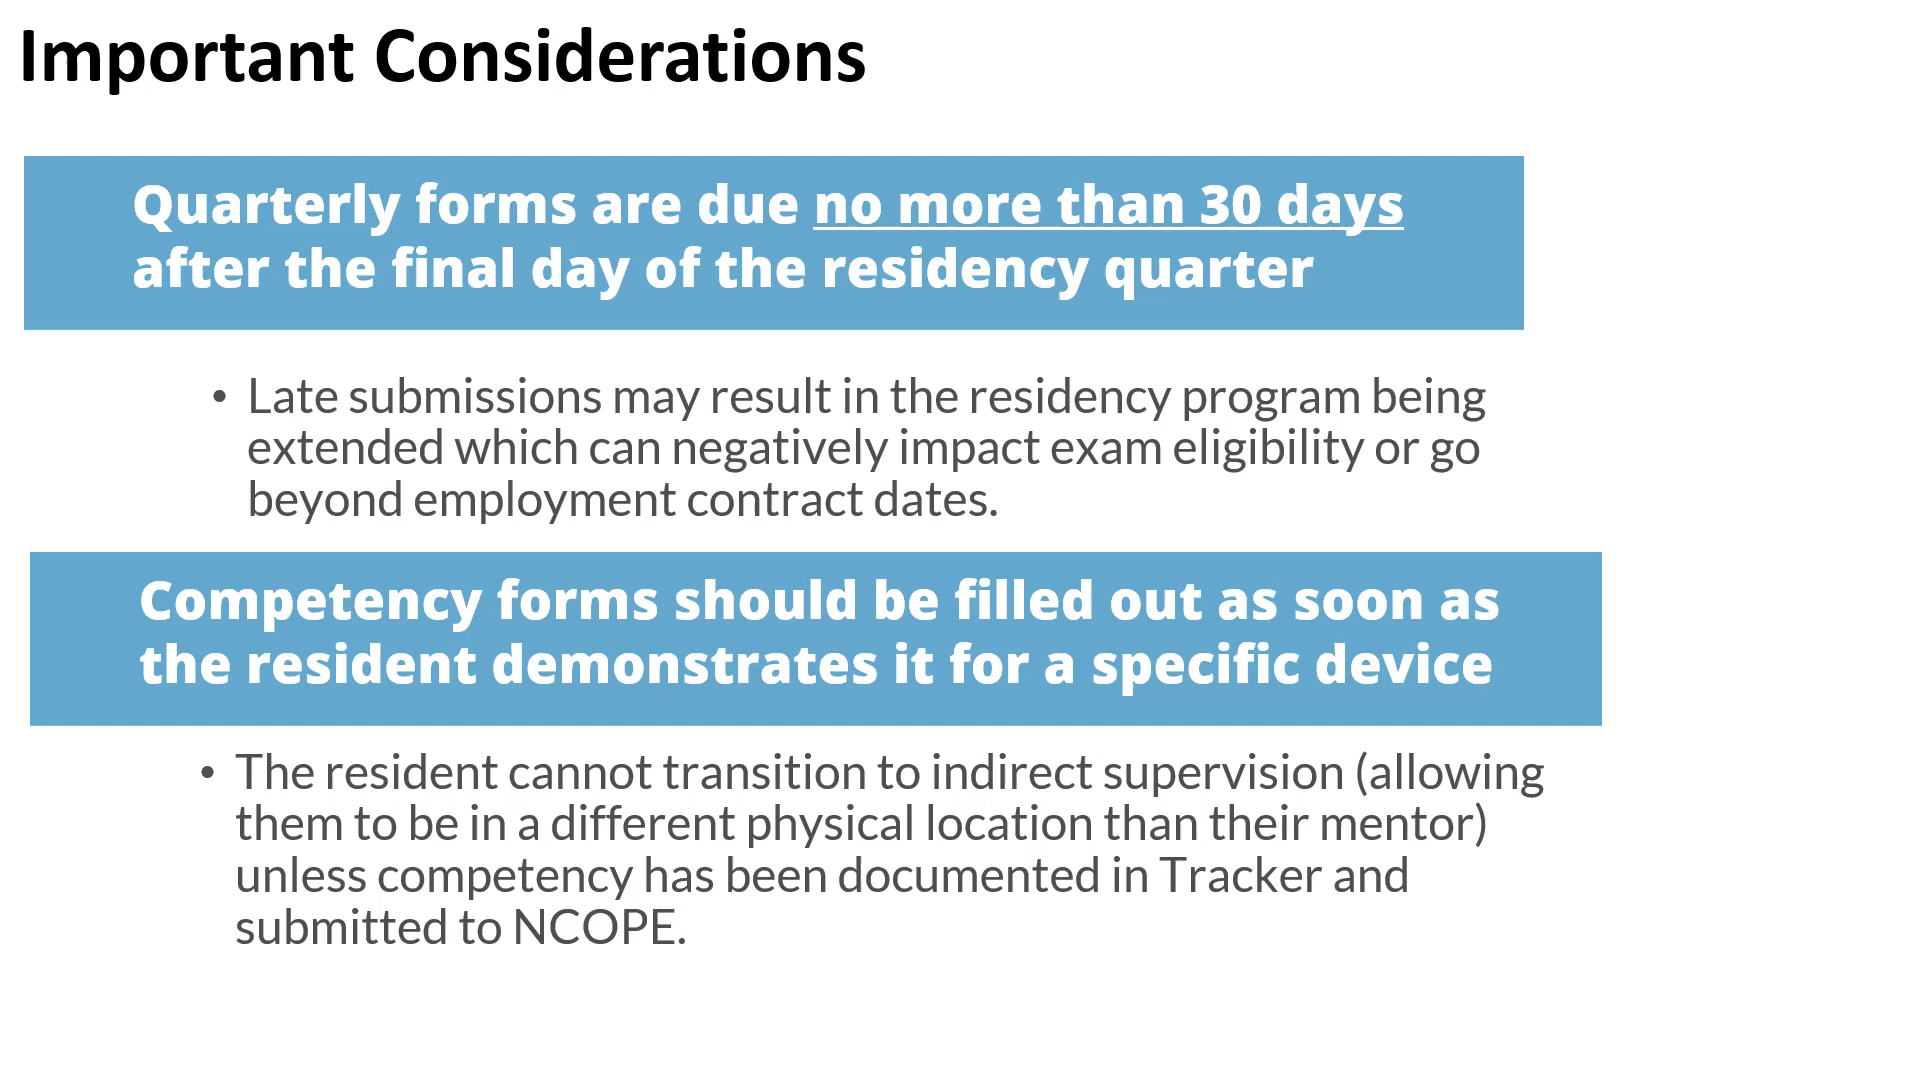 Important Considerations
Quarterly forms are due no more than 30 days
after the final day of the residency quarter
• Late submissions may result in the residency program being
extended which can negatively impact exam eligibility or go
beyond employment contract dates.
Competency forms should be filled out as soon as
the resident demonstrates it for a specific device
• The resident cannot transition to indirect supervision (allowing
them to be in a different physical location than their mentor)
unless competency has been documented in Tracker and
submitted to NCOPE.